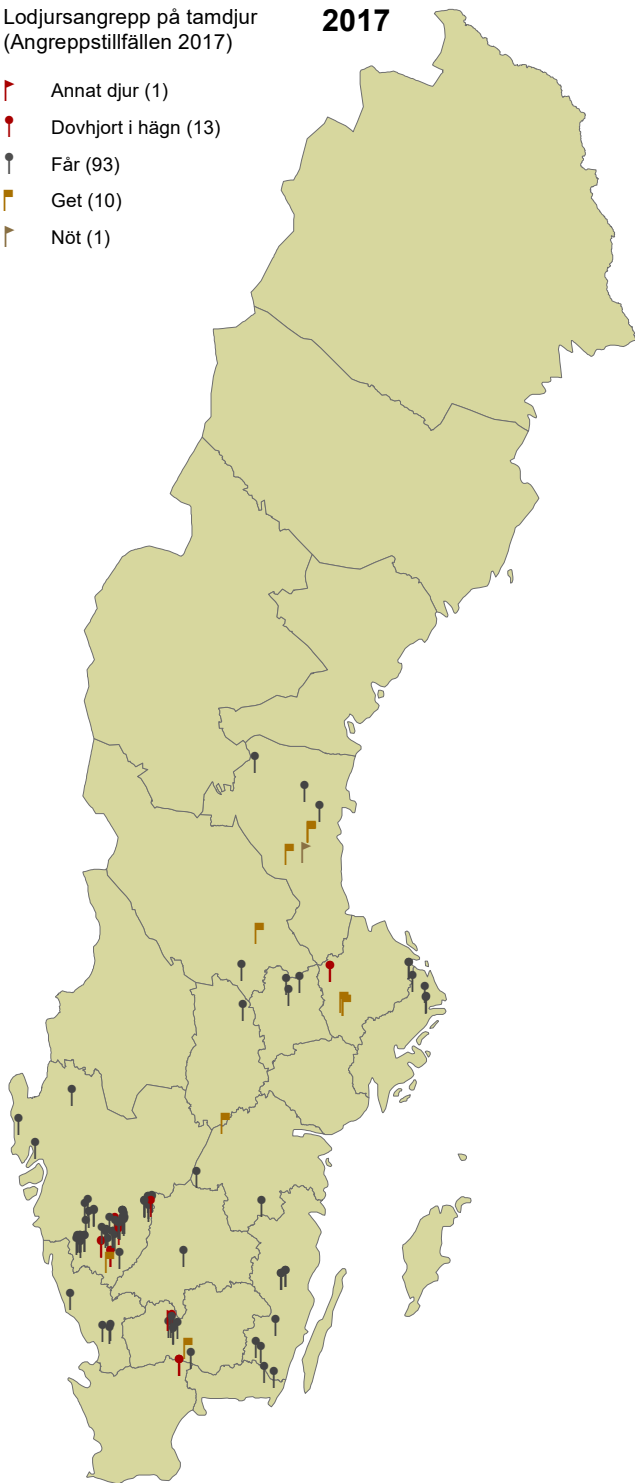 Lodjursangrepp på tamdjur
(Angreppstillfällen 2017)
2017
Annat djur (1)
Dovhjort i hägn (13)
Får (93)
Get (10)
Nöt (1)